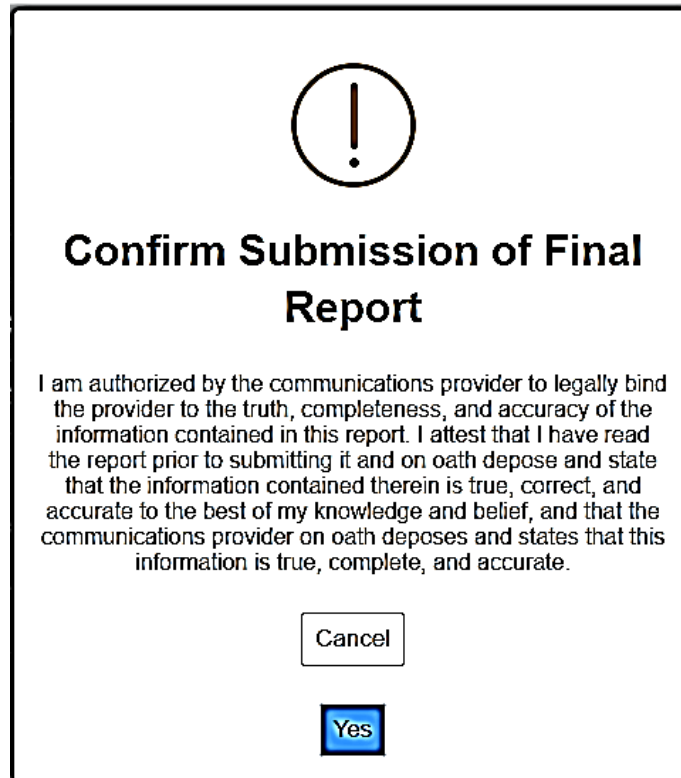 Confirm Submission of Final
Report
I am authorized by the communications provider to legally bind
the provider to the truth, completeness, and accuracy of the
information contained in this report. I attest that I have read
the report prior to submitting it and on oath depose and state
that the information contained therein is true, correct, and
accurate to the best of my knowledge and belief, and that the
communications provider on oath deposes and states that this
information is true, complete, and accurate.
Cancel
Yes